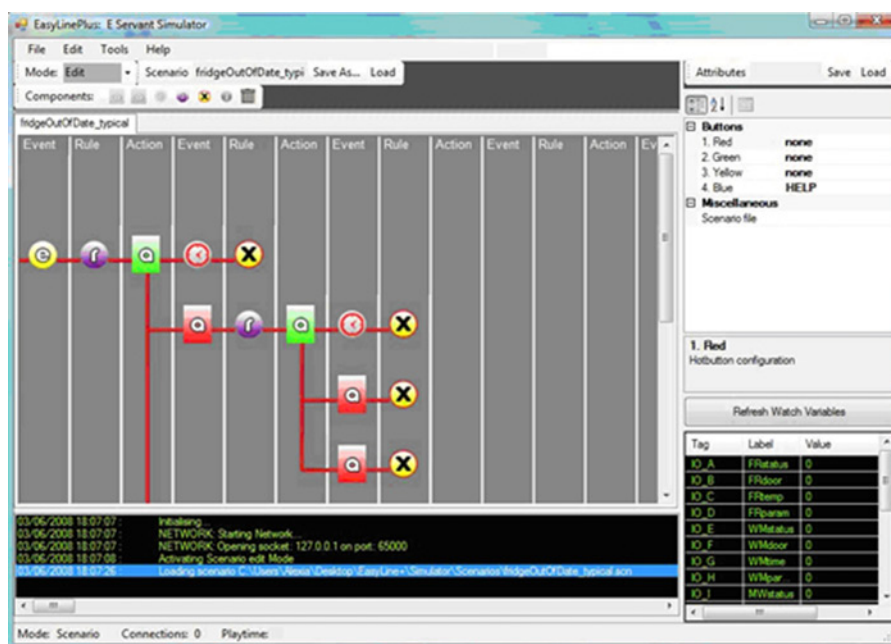 EasyLinePlus: E Servant Simulator
File Edit Tools Help
Mode: Edit Scenario fridgeOutOfDate_typi Save As... Load
Attributes Save Load
Components:
fridgeOutOfDate_typical
Event Rule Action Event Rule Action Event Rule Action Event Rule Action Ev
Buttons
1. Red none
2. Green none
3. Yellow none
4. Blue HELP
Miscellaneous
Scenario file
e r a X
a r a X
a X
a X
1. Red
Hotbutton configuration
Refresh Watch Variables
Tag Label Value
IO_A FRstatus 0
IO_B FRdoor 0
IO_C FRtemp 0
IO_D FRparam 0
IO_E WMstatus 0
IO_F WMdoor 0
IO_G WMtime 0
IO_H WMpar... 0
IO_I MWstatus 0
03/06/2008 18:07:07 : Initialising...
03/06/2008 18:07:07 : NETWORK: Starting Network...
03/06/2008 18:07:07 : NETWORK: Opening socket: 127.0.0.1 on port: 65000
03/06/2008 18:07:08 : Activating Scenario edit Mode
03/06/2008 18:07:26 : Loading scenario C:\Users\Alexia\Desktop\EasyLine+\Simulator\Scenarios\fridgeOutOfDate_typical.scn
Mode: Scenario Connections: 0 Playtime: